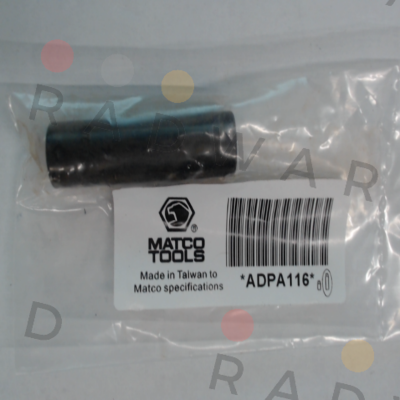 MATCO
TOOLS
®
Made in Taiwan to
Matco specifications
*ADPA116*